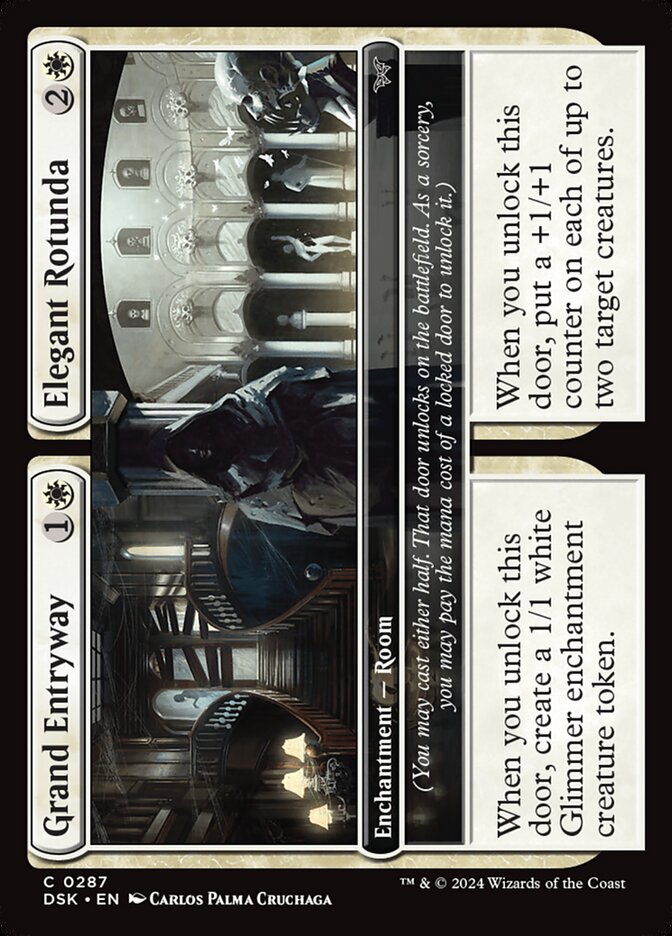 Grand Entryway 1
Enchantment — Room
(You may cast either half. That door unlocks on the battlefield. As a sorcery,
you may pay the mana cost of a locked door to unlock it.)
When you unlock this
door, create a 1/1 white
Glimmer enchantment
creature token.
Elegant Rotunda 2
When you unlock this
door, put a +1/+1
counter on each of up to
two target creatures.
C 0287
DSK • EN CARLOS PALMA CRUCHAGA
™ & © 2024 Wizards of the Coast